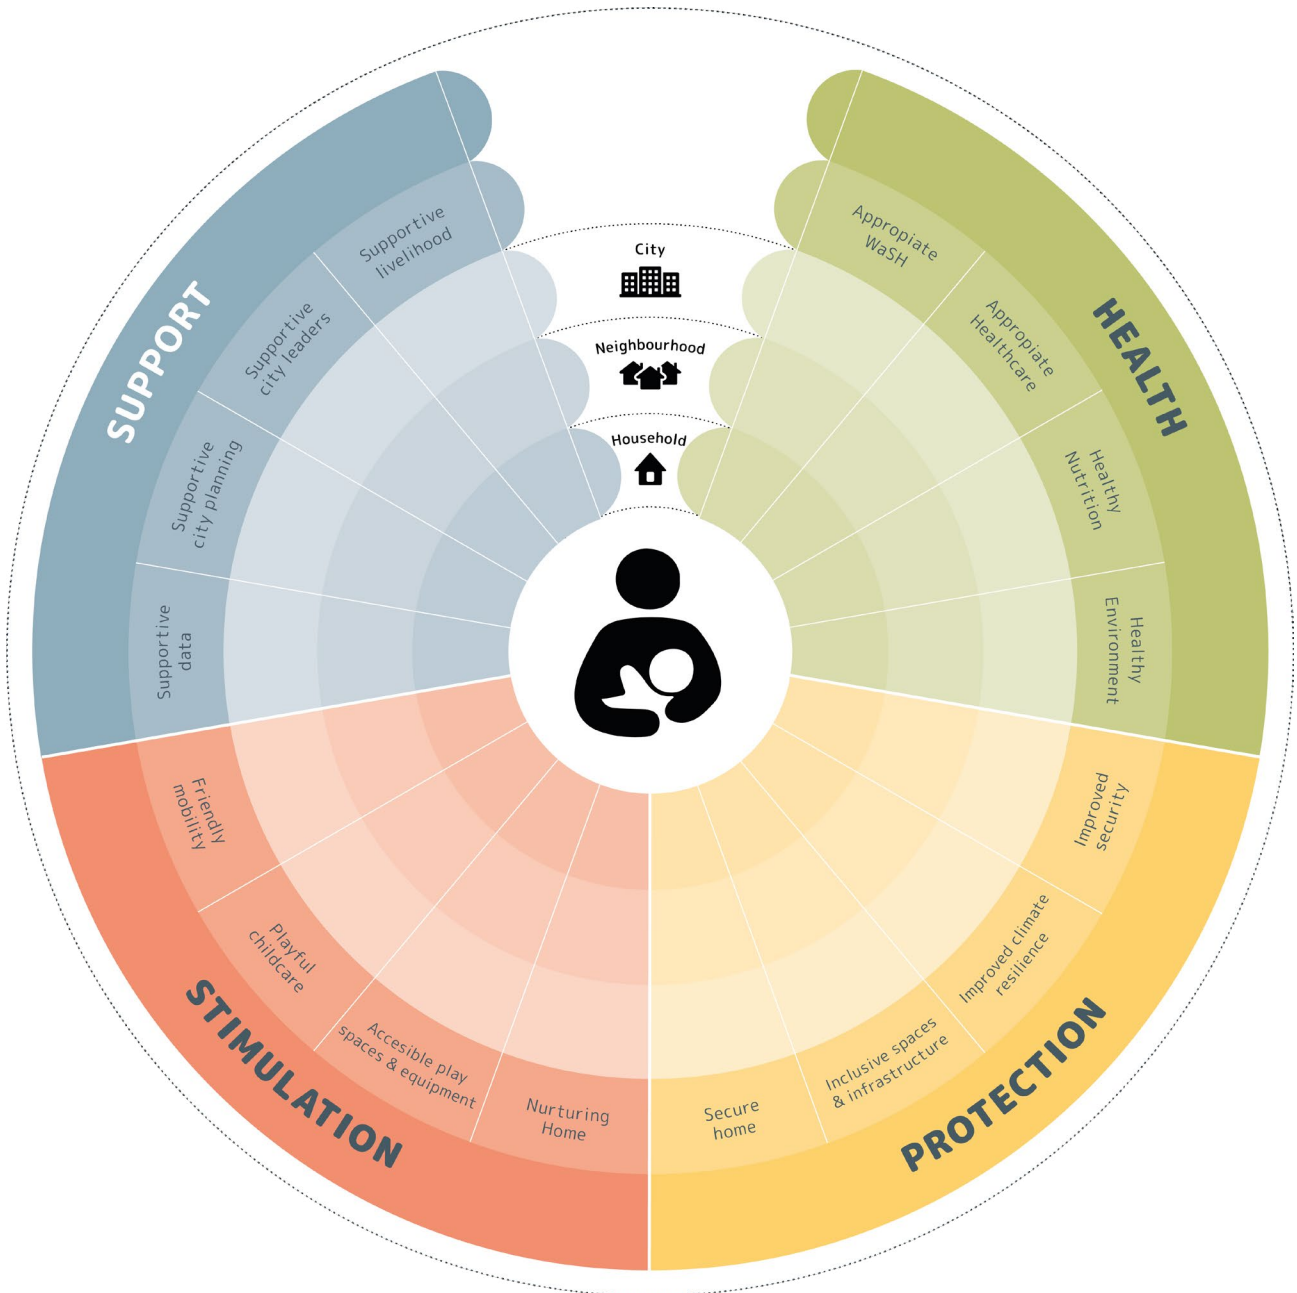 City
Neighbourhood
Household
HEALTH
Appropiate
WaSH
Appropiate
Healthcare
Healthy
Nutrition
Healthy
Environment
PROTECTION
Improved
security
Improved climate
resilience
Inclusive spaces
& infrastructure
Secure
home
STIMULATION
Nurturing
Home
Accesible play
spaces & equipment
Playful
childcare
Friendly
mobility
SUPPORT
Supportive
data
Supportive
city planning
Supportive
city leaders
Supportive
livelihood